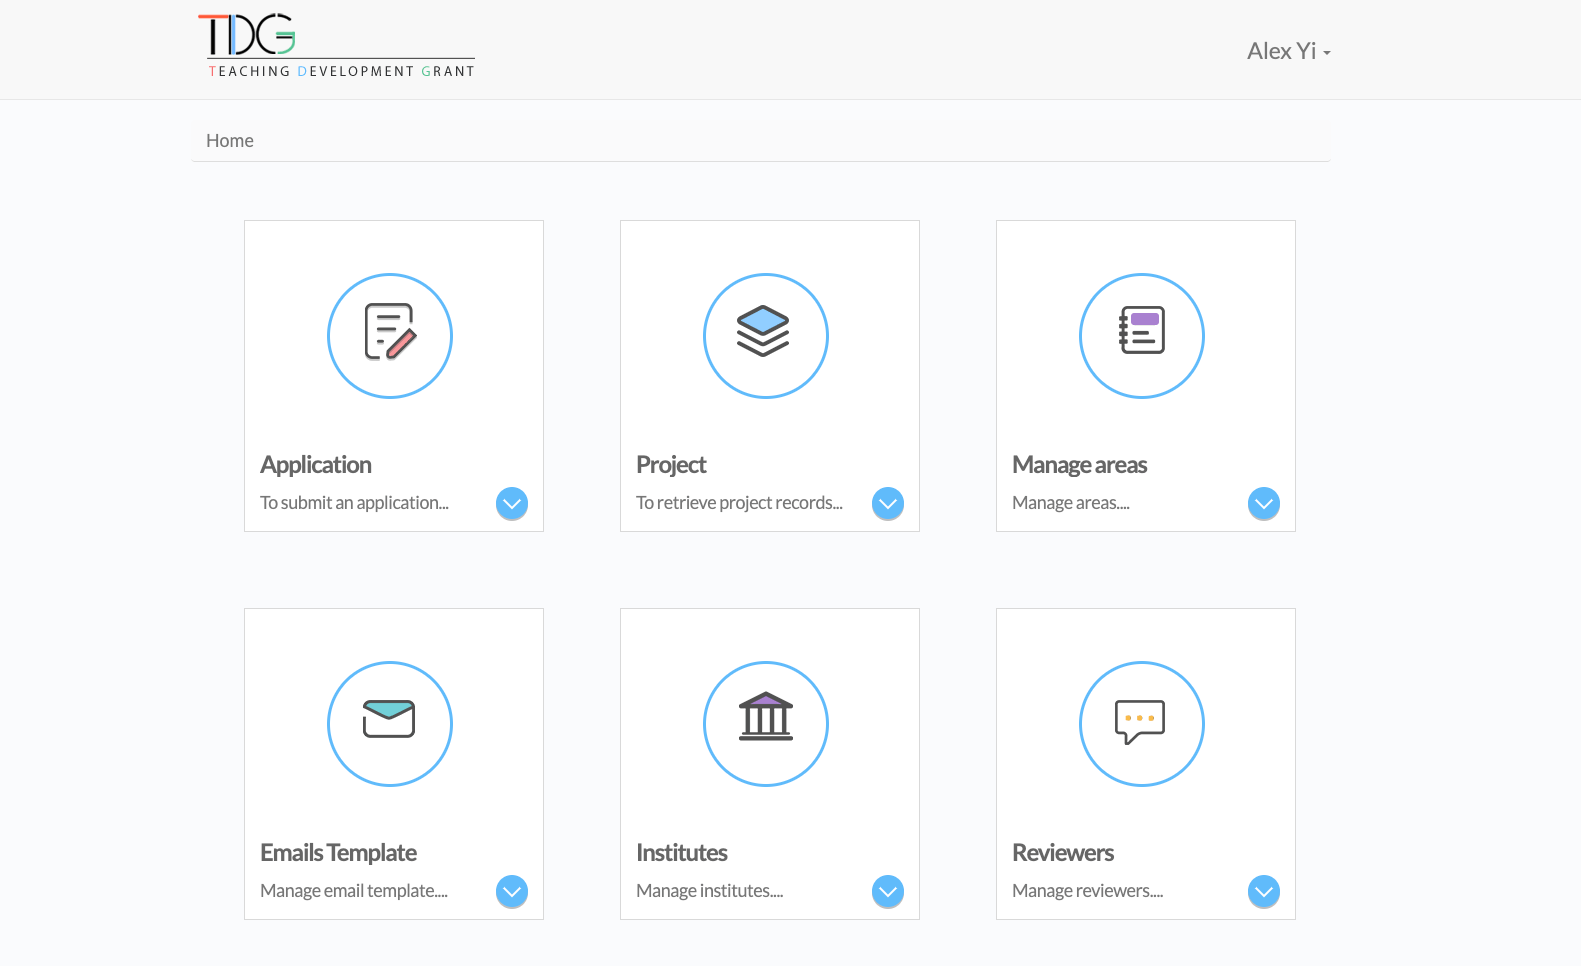 TDG
TEACHING DEVELOPMENT GRANT
Alex Yi
Home
Application
To submit an application...
Project
To retrieve project records...
Manage areas
Manage areas....
Emails Template
Manage email template....
Institutes
Manage institutes....
Reviewers
Manage reviewers....